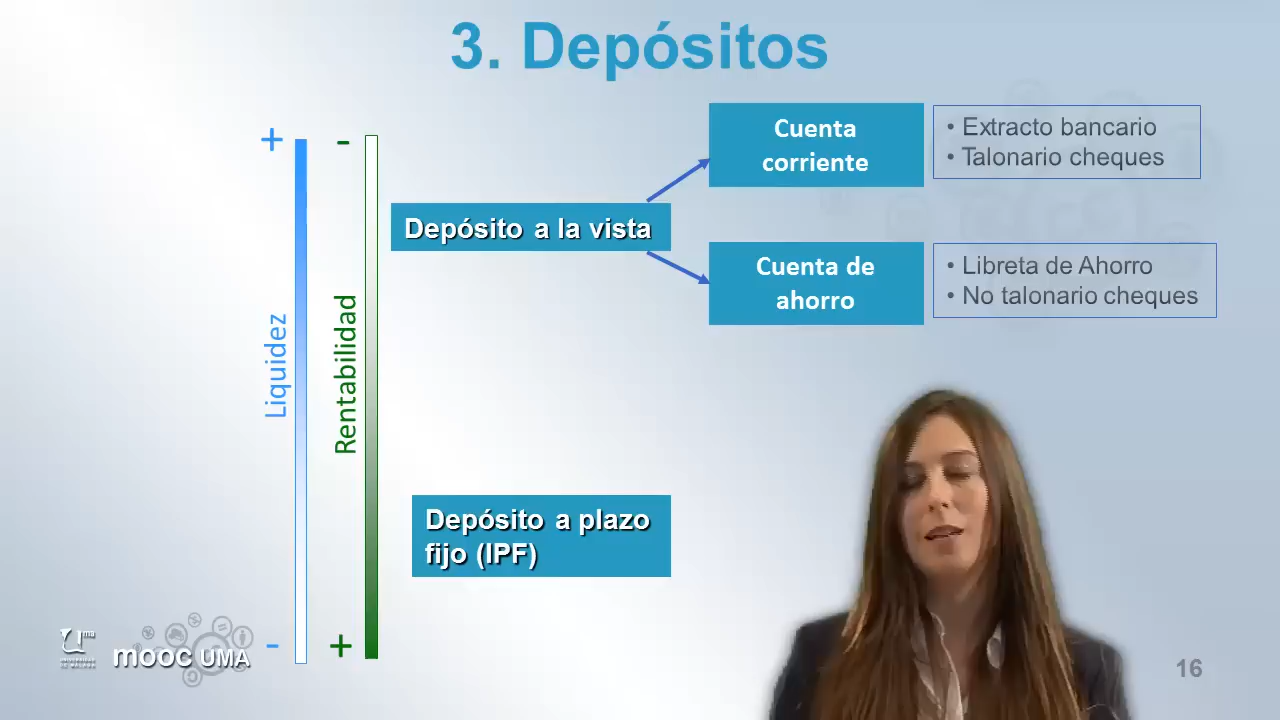 3. Depósitos
+
-
Liquidez
-
Rentabilidad
+
Depósito a la vista
Cuenta
corriente
• Extracto bancario
• Talonario cheques
Cuenta de
ahorro
• Libreta de Ahorro
• No talonario cheques
Depósito a plazo
fijo (IPF)
uma
mooc UMA
16